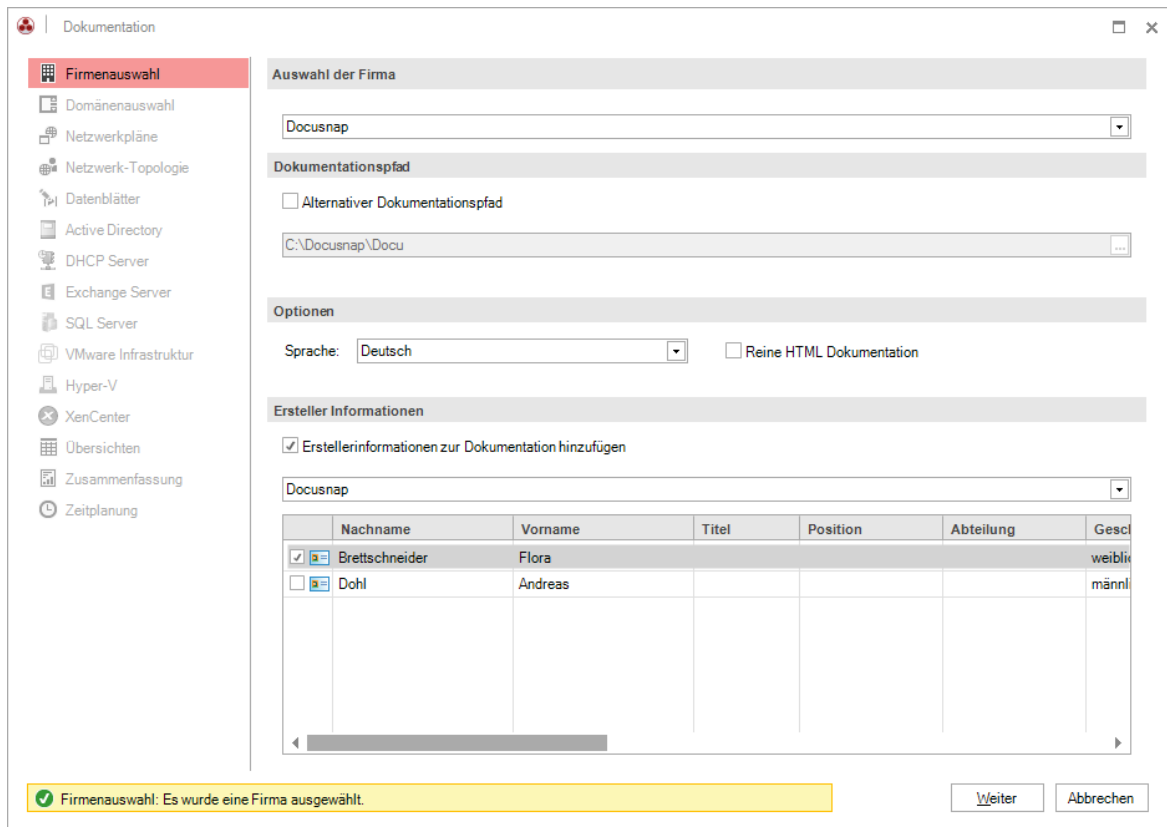 Dokumentation
Firmenauswahl
Domänenauswahl
Netzwerkpläne
Netzwerk-Topologie
Datenblätter
Active Directory
DHCP Server
Exchange Server
SQL Server
VMware Infrastruktur
Hyper-V
XenCenter
Übersichten
Zusammenfassung
Zeitplanung
Auswahl der Firma
Docusnap
Dokumentationspfad
Alternativer Dokumentationspfad
C:\Docusnap\Docu
...
Optionen
Sprache: Deutsch Reine HTML Dokumentation
Ersteller Informationen
Erstellerinformationen zur Dokumentation hinzufügen
Docusnap
Nachname Vorname Titel Position Abteilung Gescl
Brettschneider Flora weiblic
Dohl Andreas männli
Firmenauswahl: Es wurde eine Firma ausgewählt.
Weiter Abbrechen